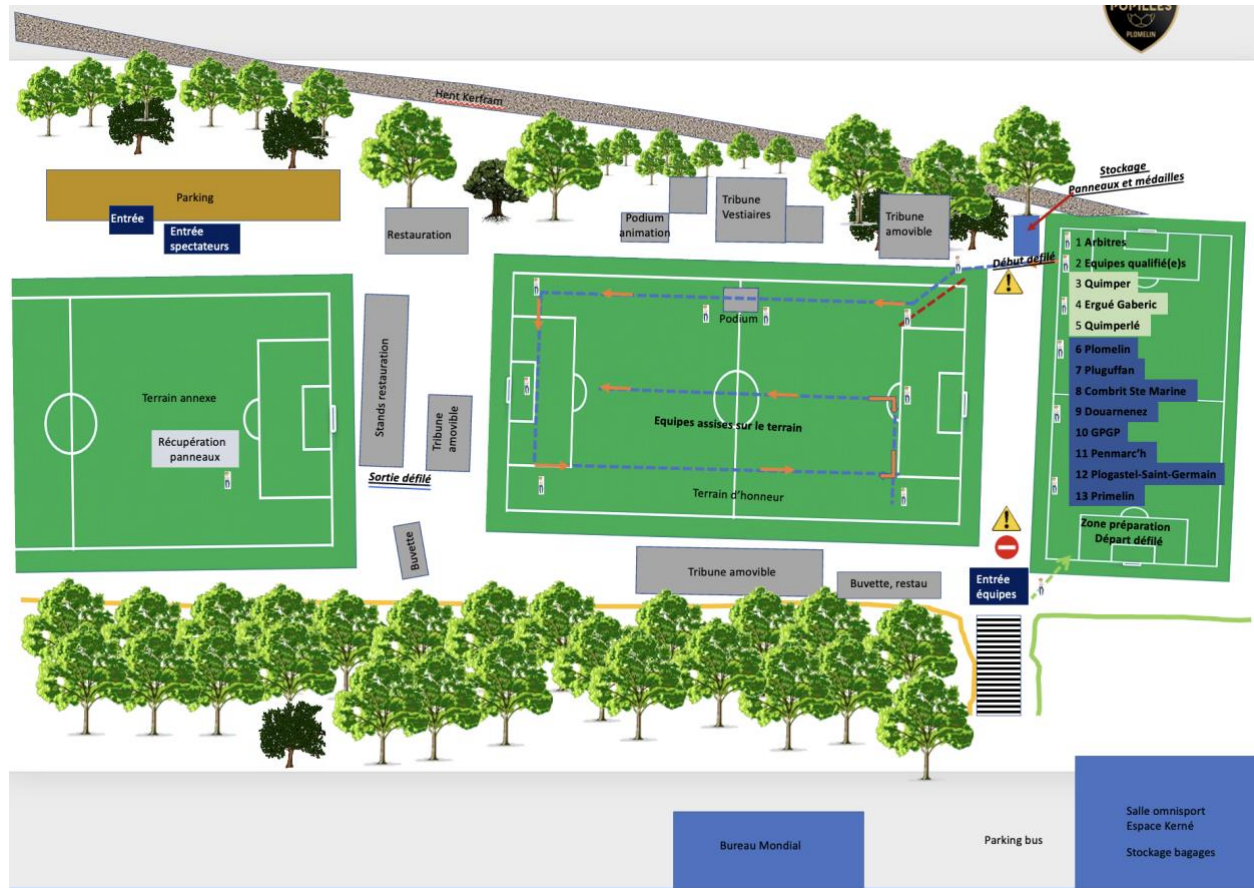 PUPILLES
PLOMELIN
Hent Kerfram
Stockage
Panneaux et médailles
Parking
Entrée
Entrée
spectateurs
Restauration
Podium
animation
Tribune
Vestiaires
Tribune
amovible
Début défilé
1 Arbitres
2 Equipes qualifié(e)s
3 Quimper
4 Ergué Gaberic
5 Quimperlé
6 Plomelin
7 Pluguffan
8 Combrit Ste Marine
9 Douarnenez
10 GPGP
11 Penmarc'h
12 Plogastel-Saint-Germain
13 Primelin
Zone préparation
Départ défilé
Podium
Terrain annexe
Récupération
panneaux
Stands restauration
Tribune
amovible
Equipes assises sur le terrain
Sortie défilé
Terrain d'honneur
Buvette
Tribune amovible
Buvette, restau
Entrée
équipes
Bureau Mondial
Parking bus
Salle omnisport
Espace Kerné
Stockage bagages